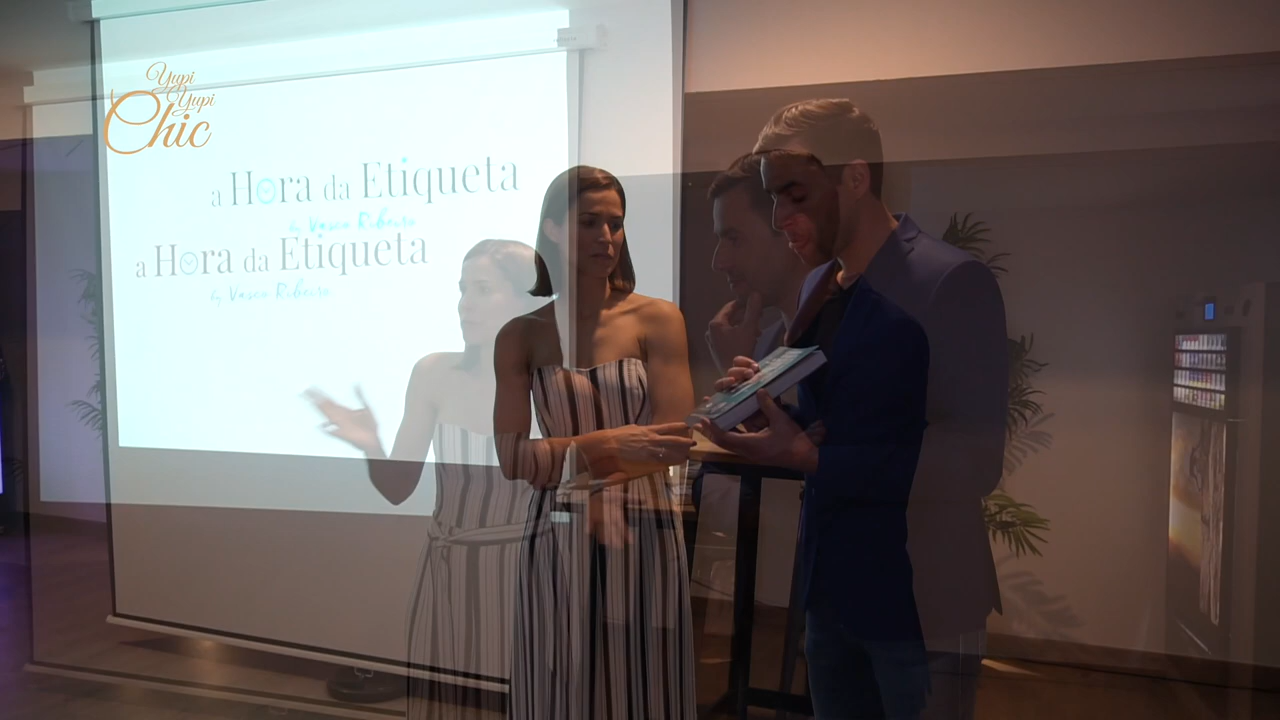 Yupi
Yupi
Chic
a Hora da Etiqueta
by Vasco Ribeiro
a Hora da Etiqueta
by Vasco Ribeiro